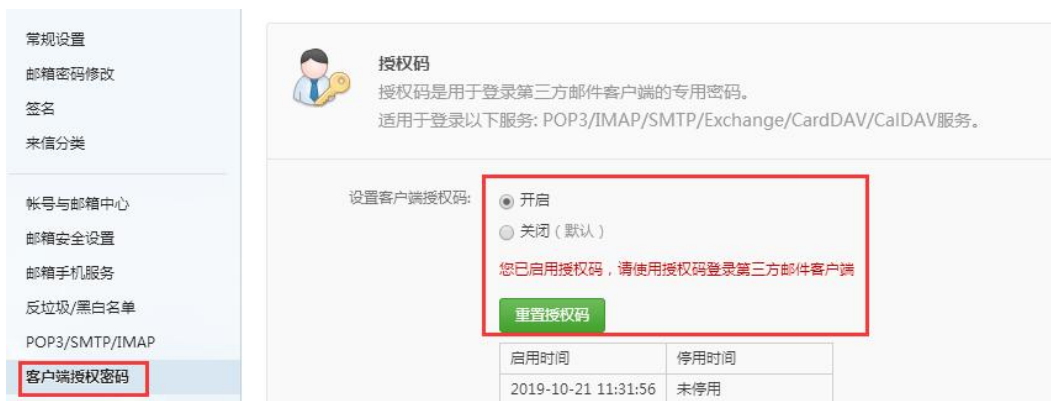 常规设置
邮箱密码修改
签名
来信分类
帐号与邮箱中心
邮箱安全设置
邮箱手机服务
反垃圾/黑白名单
POP3/SMTP/IMAP
客户端授权密码
授权码
授权码是用于登录第三方邮件客户端的专用密码。
适用于登录以下服务: POP3/IMAP/SMTP/Exchange/CardDAV/CalDAV服务。
设置客户端授权码: 开启
关闭（默认）
您已启用授权码，请使用授权码登录第三方邮件客户端
重置授权码
启用时间 停用时间
2019-10-21 11:31:56 未停用